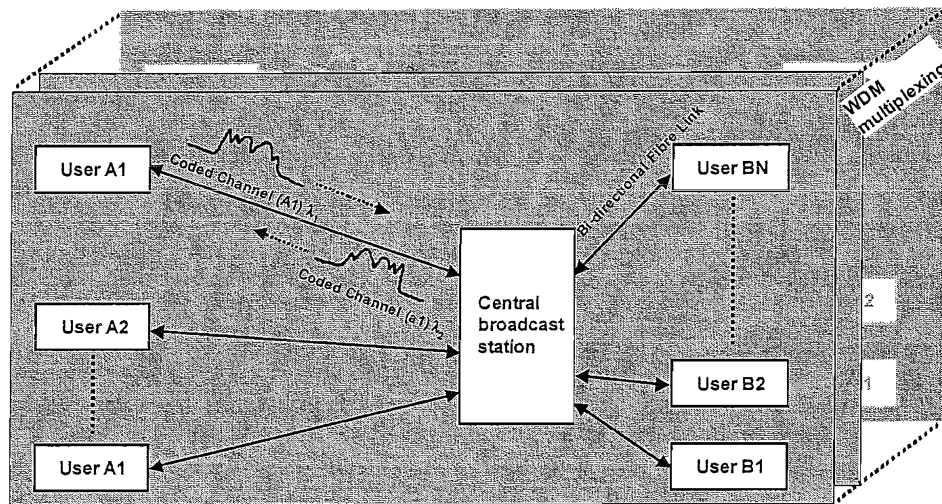 WDM
multiplexing
User A1
Coded Channel (A1) λ1
Coded Channel (a1) λ2
Bi-directional Fibre Link
User BN
User A2
Central
broadcast
station
2
User B2
1
User A1
User B1